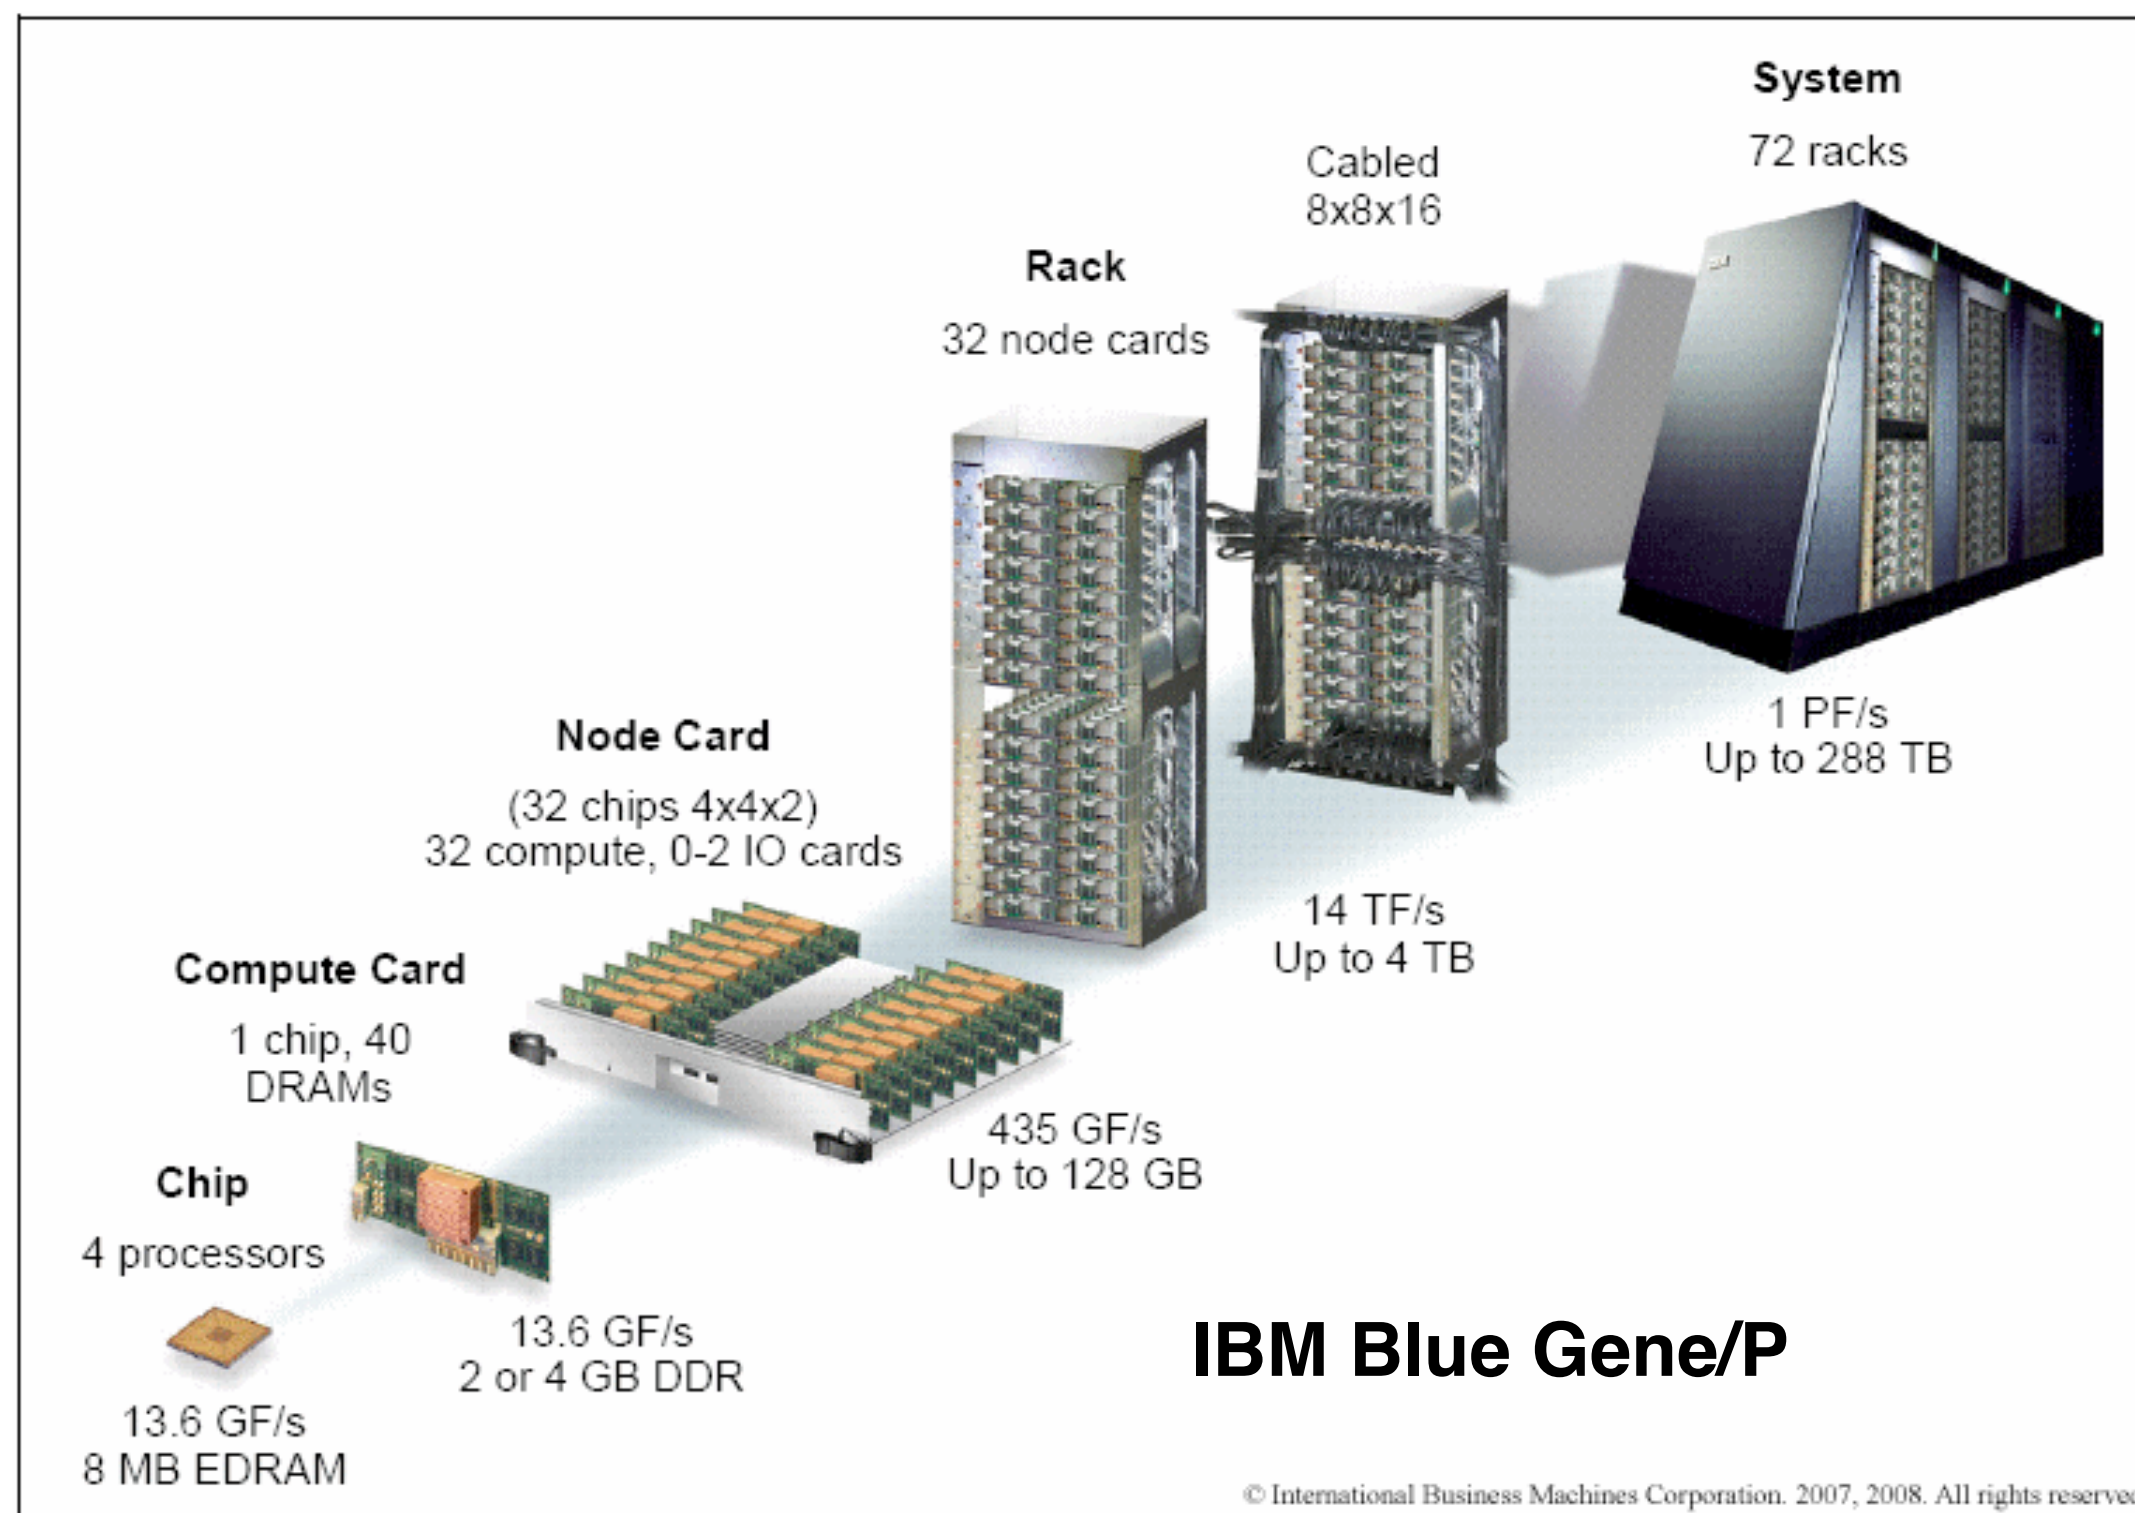 System
72 racks
Cabled
8x8x16
Rack
32 node cards
1 PF/s
Up to 288 TB
Node Card
(32 chips 4x4x2)
32 compute, 0-2 IO cards
14 TF/s
Up to 4 TB
Compute Card
1 chip, 40
DRAMs
435 GF/s
Up to 128 GB
Chip
4 processors
13.6 GF/s
2 or 4 GB DDR
13.6 GF/s
8 MB EDRAM
IBM Blue Gene/P
© International Business Machines Corporation. 2007, 2008. All rights reserved